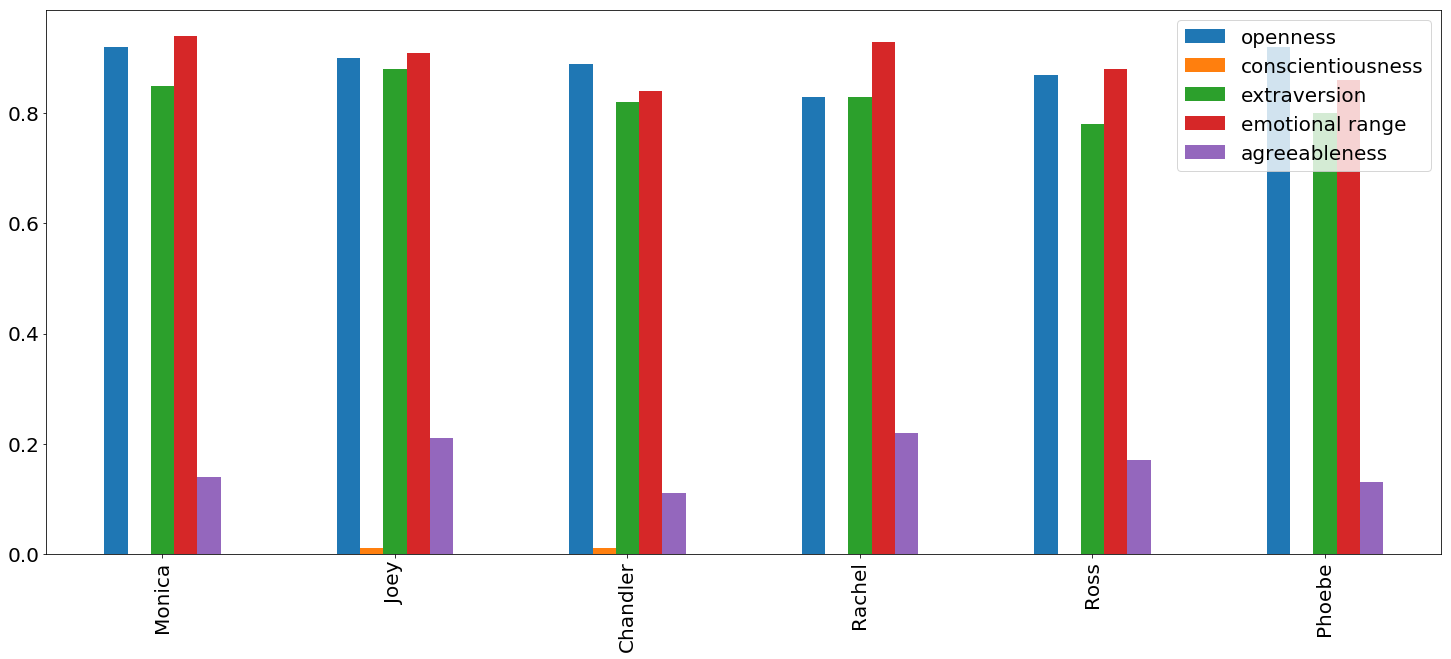 openness
conscientiousness
extraversion
emotional range
agreeableness
0.8
0.6
0.4
0.2
0.0
Monica
Joey
Chandler
Rachel
Ross
Phoebe